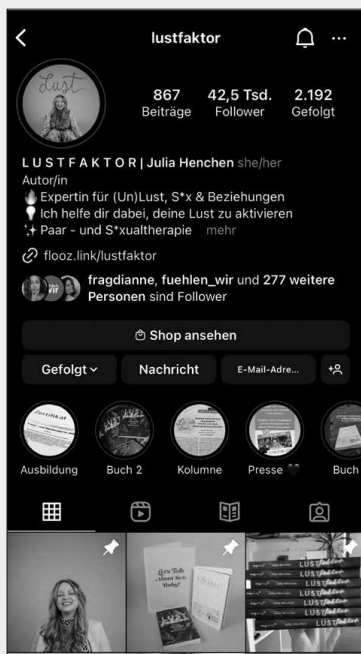 lustfaktor
Lust
867 42,5 Tsd. 2.192
Beiträge Follower Gefolgt
L U S T F A K T O R | Julia Henchen she/her
Autor/in
Expertin für (Un)Lust, S*x & Beziehungen
Ich helfe dir dabei, deine Lust zu aktivieren
Paar - und S*xualtherapie mehr
flooz.link/lustfaktor
fragdianne, fuehlen_wir und 277 weitere
Personen sind Follower
Shop ansehen
Gefolgt Nachricht E-Mail-Adre...
Zertifikat
Ausbildung Buch 2 Kolumne Presse Buch
Let's Talk
About Sex,
Baby!
LUSTfaktor
LUSTfaktor
LUSTfaktor
LUSTfaktor
LUSTfaktor
LUSTfaktor